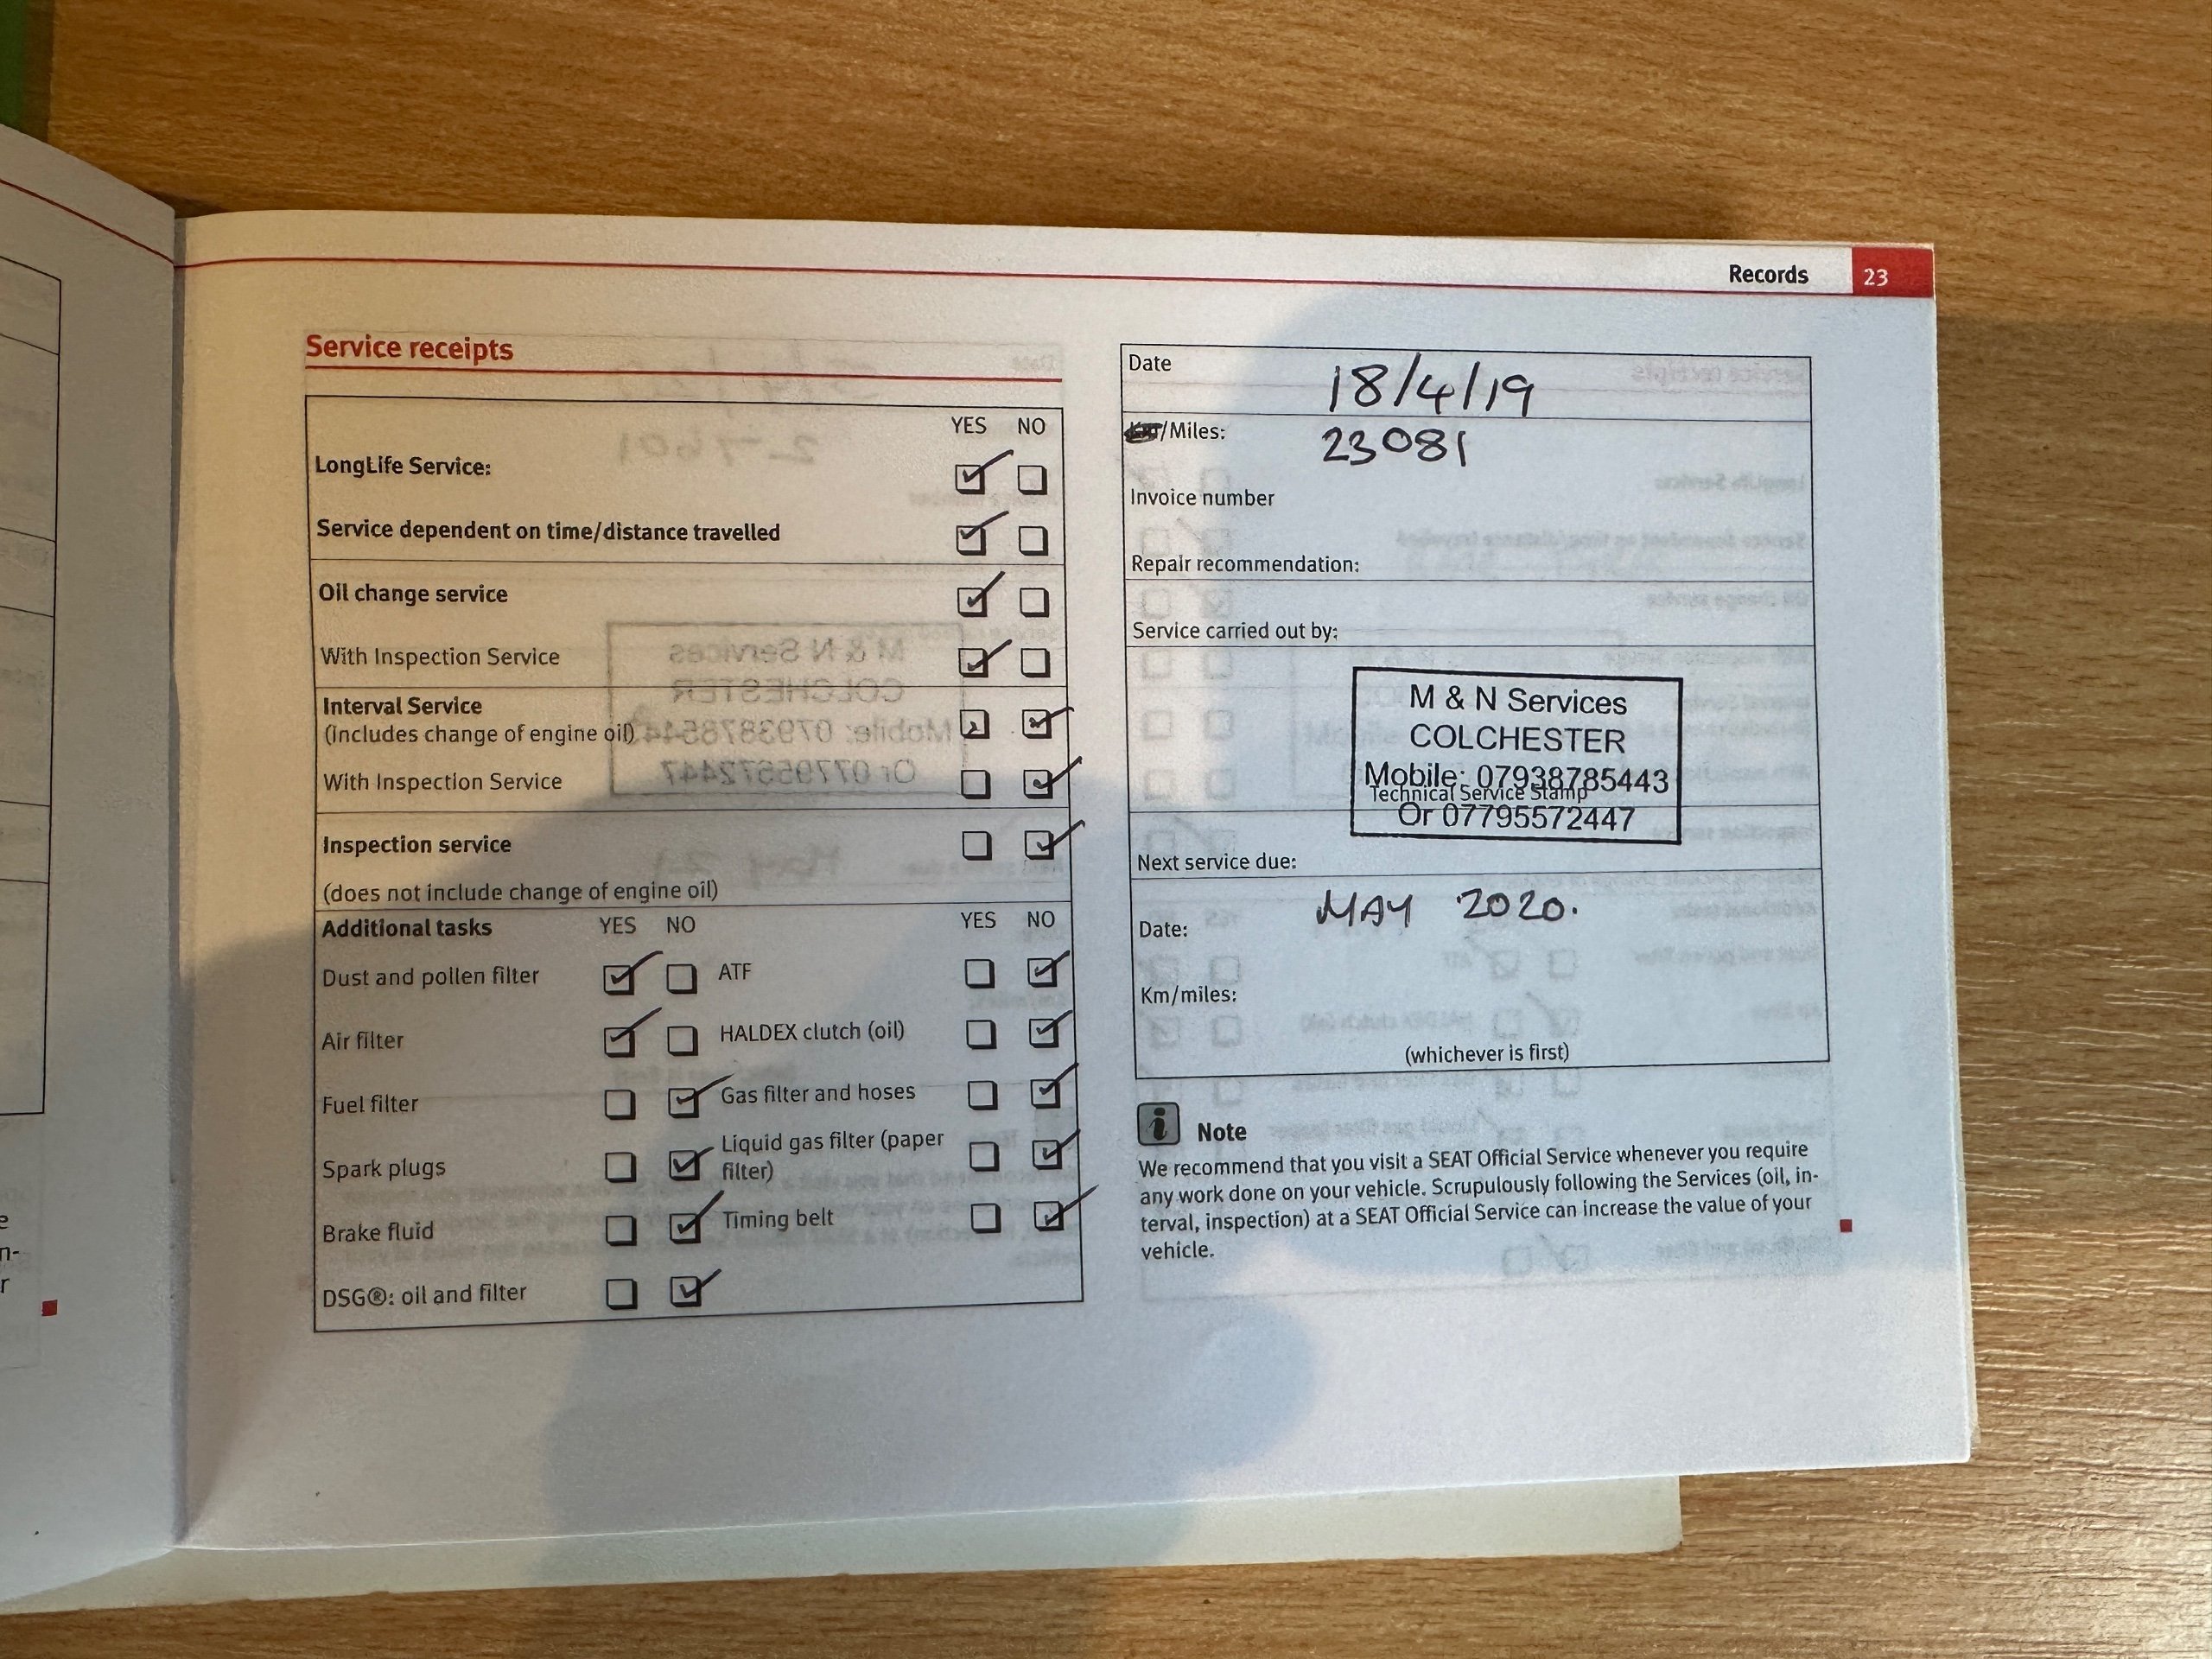 Records 23
Service receipts
YES NO
LongLife Service:
Service dependent on time/distance travelled
Oil change service
With Inspection Service
Interval Service
(includes change of engine oil)
With Inspection Service
Inspection service
(does not include change of engine oil)
Additional tasks YES NO YES NO
Dust and pollen filter ATF
Air filter HALDEX clutch (oil)
Fuel filter Gas filter and hoses
Spark plugs Liquid gas filter (paper
filter)
Brake fluid Timing belt
DSG®: oil and filter
Date 18/4/19
/Miles: 23081
Invoice number
Repair recommendation:
Service carried out by:
M & N Services
COLCHESTER
Mobile: 07938785443
Technical Service Stamp
Or 07795572447
Next service due:
Date: MAY 2020.
Km/miles:
(whichever is first)
i Note
We recommend that you visit a SEAT Official Service whenever you require
any work done on your vehicle. Scrupulously following the Services (oil, in-
terval, inspection) at a SEAT Official Service can increase the value of your
vehicle.